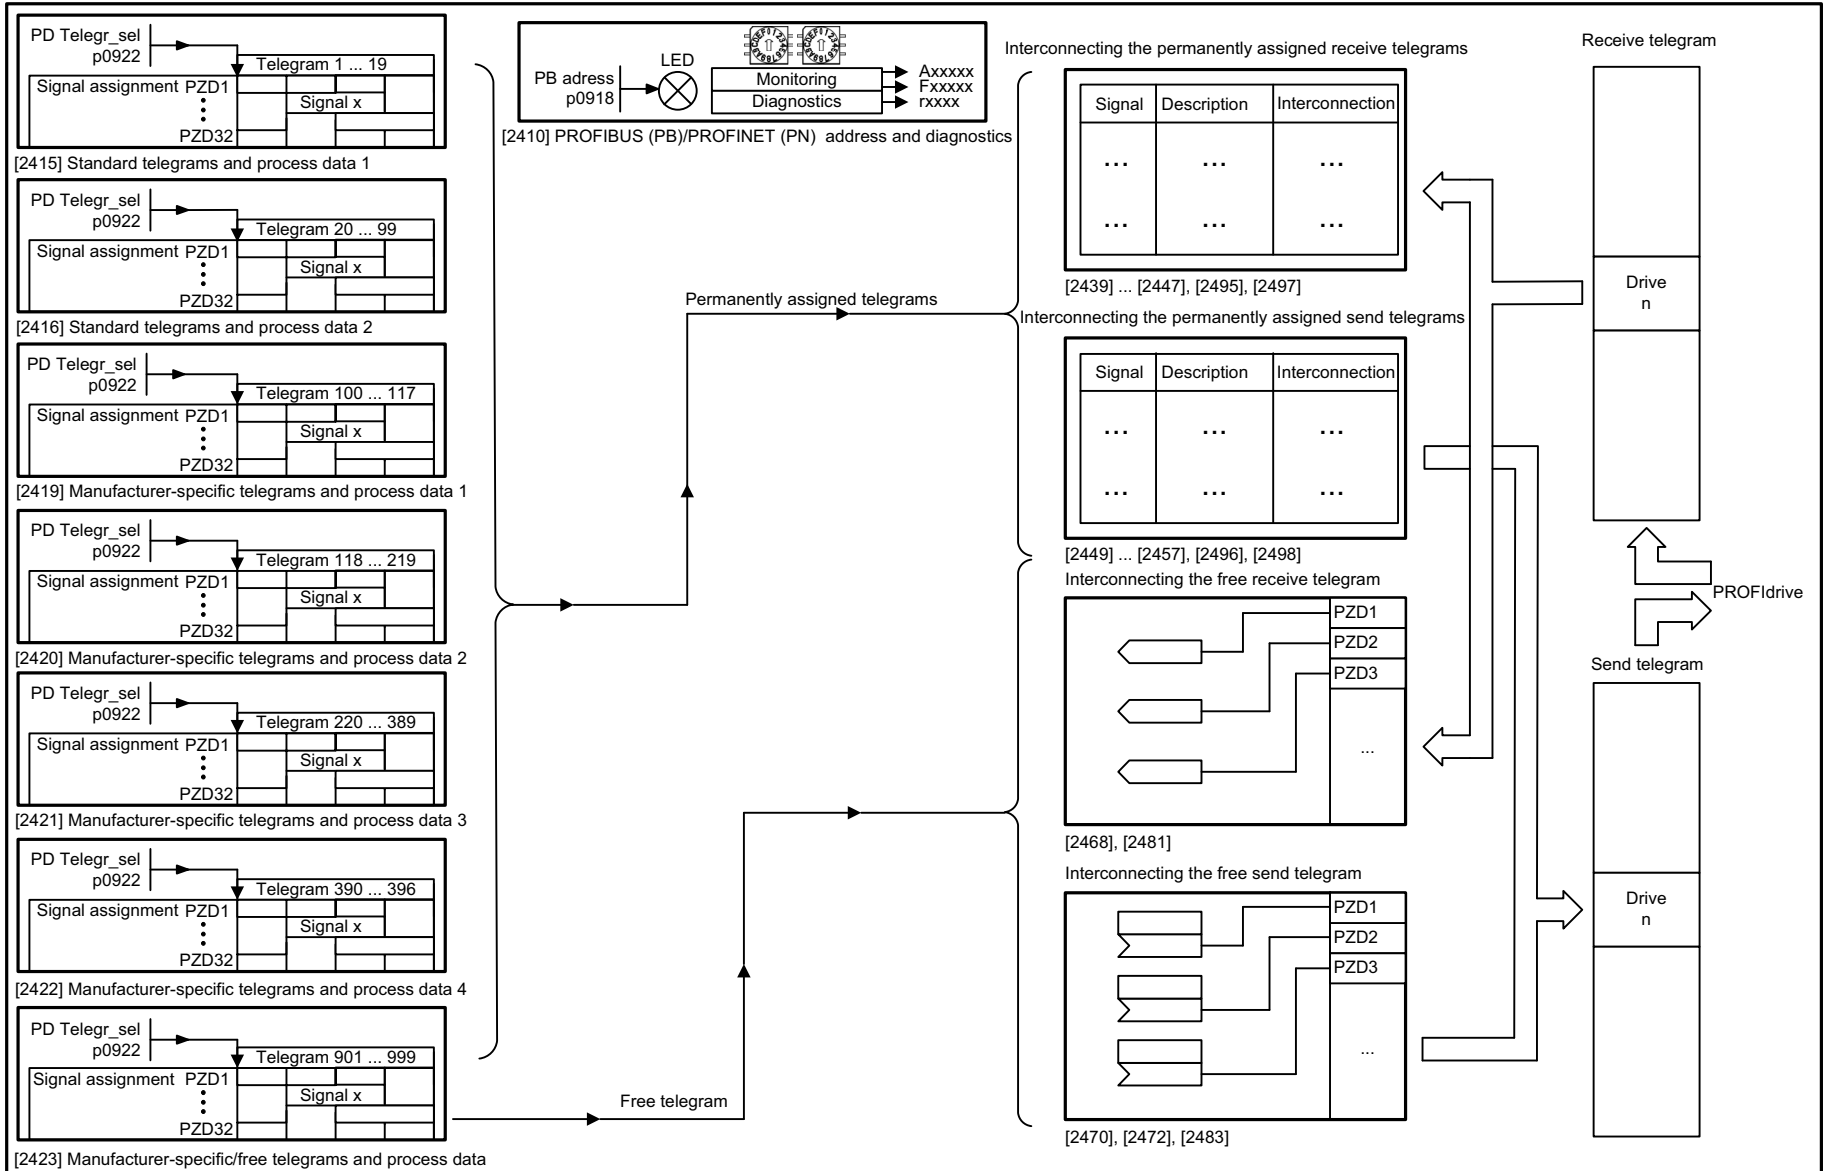 PD Telegr_sel
p0922
Telegram 1 ... 19
Signal assignment PZD1
Signal x
PZD32
[2415] Standard telegrams and process data 1
PD Telegr_sel
p0922
Telegram 20 ... 99
Signal assignment PZD1
Signal x
PZD32
[2416] Standard telegrams and process data 2
PD Telegr_sel
p0922
Telegram 100 ... 117
Signal assignment PZD1
Signal x
PZD32
[2419] Manufacturer-specific telegrams and process data 1
PD Telegr_sel
p0922
Telegram 118 ... 219
Signal assignment PZD1
Signal x
PZD32
[2420] Manufacturer-specific telegrams and process data 2
PD Telegr_sel
p0922
Telegram 220 ... 389
Signal assignment PZD1
Signal x
PZD32
[2421] Manufacturer-specific telegrams and process data 3
PD Telegr_sel
p0922
Telegram 390 ... 396
Signal assignment PZD1
Signal x
PZD32
[2422] Manufacturer-specific telegrams and process data 4
PD Telegr_sel
p0922
Telegram 901 ... 999
Signal assignment PZD1
Signal x
PZD32
[2423] Manufacturer-specific/free telegrams and process data
PB adress
p0918
LED
Monitoring
Diagnostics
Axxxxx
Fxxxxx
rxxxx
[2410] PROFIBUS (PB)/PROFINET (PN) address and diagnostics
Permanently assigned telegrams
Free telegram
Interconnecting the permanently assigned receive telegrams
Signal Description Interconnection
... ... ...
... ... ...
[2439] ... [2447], [2495], [2497]
Interconnecting the permanently assigned send telegrams
Signal Description Interconnection
... ... ...
... ... ...
[2449] ... [2457], [2496], [2498]
Interconnecting the free receive telegram
PZD1
PZD2
PZD3
...
[2468], [2481]
Interconnecting the free send telegram
PZD1
PZD2
PZD3
...
[2470], [2472], [2483]
Receive telegram
Drive
n
PROFIdrive
Send telegram
Drive
n